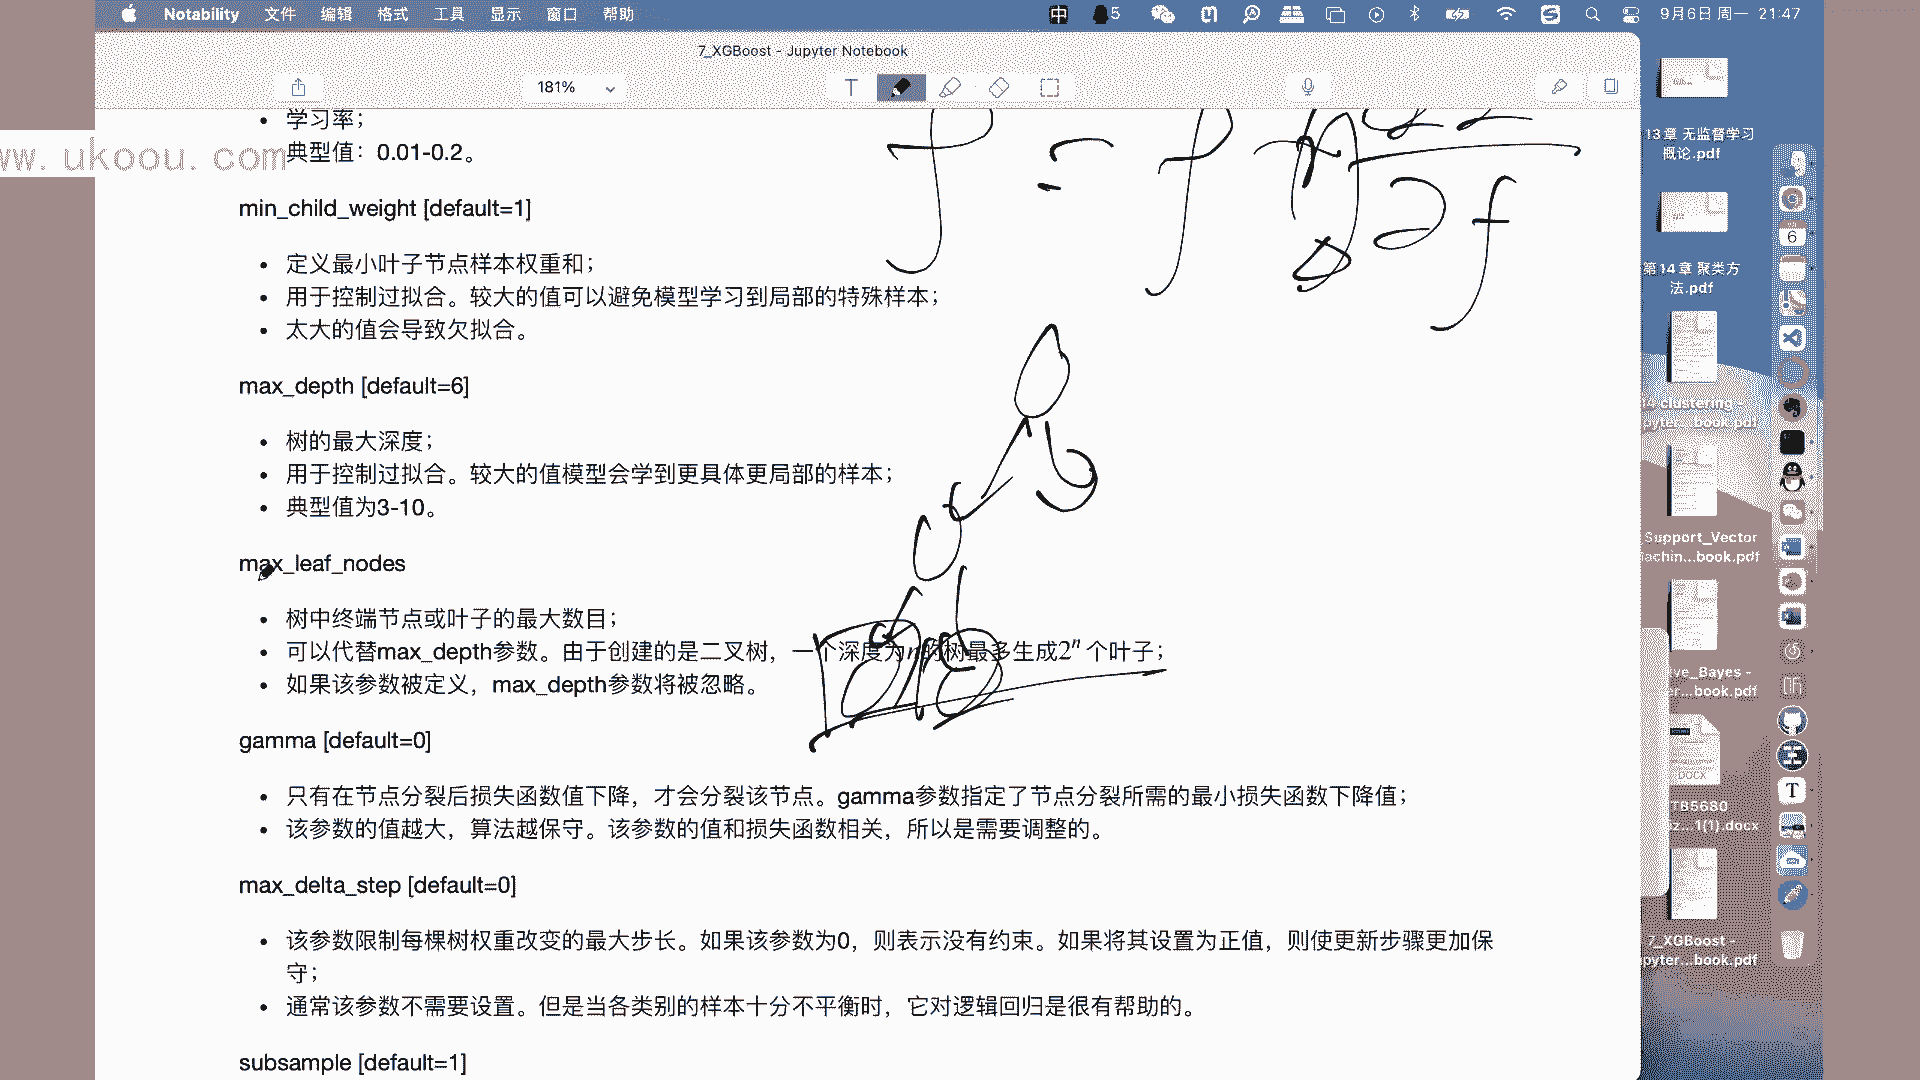 Notability 文件 编辑 格式 工具 显示 窗口 帮助
中 5 9月6日 周一 21:47
7_XGBoost - Jupyter Notebook
181%
T
www.ukoou.com
• 学习率；
• 典型值：0.01-0.2。
min_child_weight [default=1]
• 定义最小叶子节点样本权重和；
• 用于控制过拟合。较大的值可以避免模型学习到局部的特殊样本；
• 太大的值会导致欠拟合。
max_depth [default=6]
• 树的最大深度；
• 用于控制过拟合。较大的值模型会学到更具体更局部的样本；
• 典型值为3-10。
max_leaf_nodes
• 树中终端节点或叶子的最大数目；
• 可以代替max_depth参数。由于创建的是二叉树，一个深度为n的树最多生成2ⁿ个叶子；
• 如果该参数被定义，max_depth参数将被忽略。
gamma [default=0]
• 只有在节点分裂后损失函数值下降，才会分裂该节点。gamma参数指定了节点分裂所需的最小损失函数下降值；
• 该参数的值越大，算法越保守。该参数的值和损失函数相关，所以是需要调整的。
max_delta_step [default=0]
• 该参数限制每棵树权重改变的最大步长。如果该参数为0，则表示没有约束。如果将其设置为正值，则使更新步骤更加保
守；
• 通常该参数不需要设置。但是当各类别的样本十分不平衡时，它对逻辑回归是很有帮助的。
subsample [default=1]
13章 无监督学习
概论.pdf
第14章 聚类方
法.pdf
14.clustering -
pyter...book.pdf
Support_Vector
achin...book.pdf
ve_Bayes -
er...book.pdf
DOCX
TB5680
1(1).docx
7_XGBoost -
pyter...book.pdf
6
T